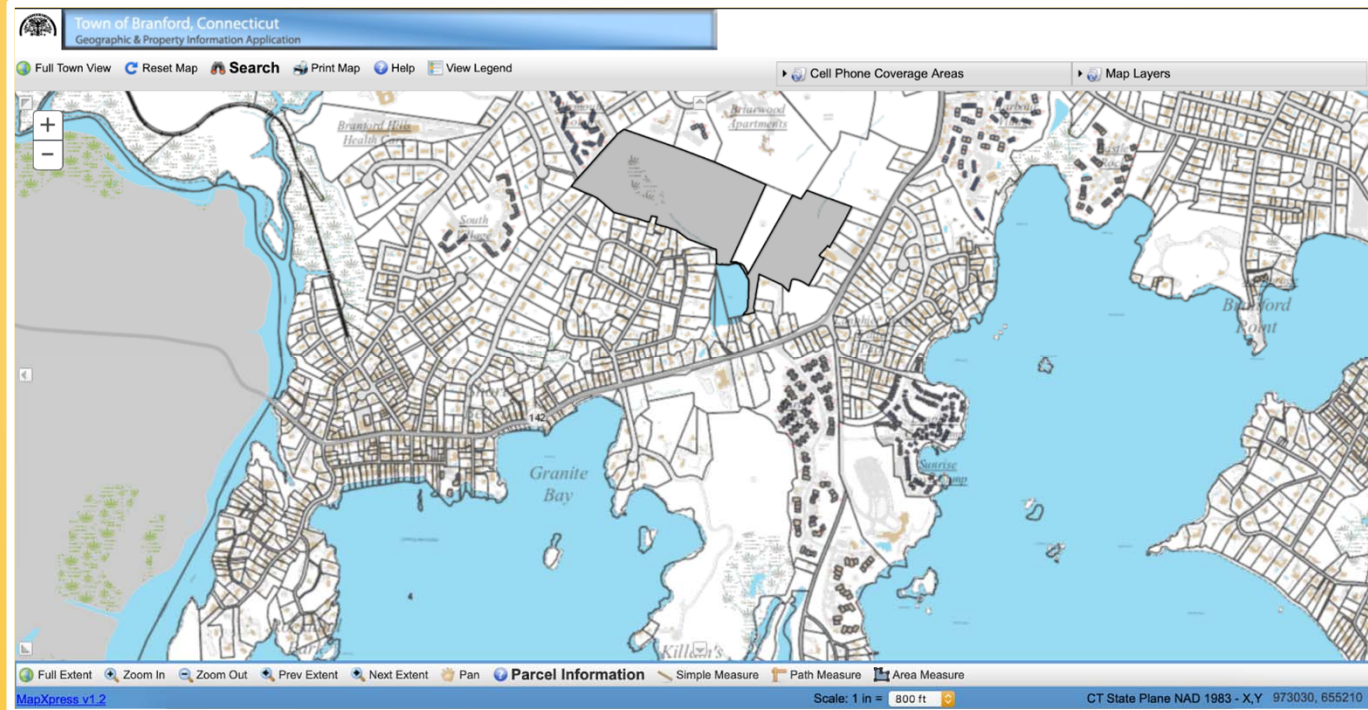 Town of Branford, Connecticut
Geographic & Property Information Application
Full Town View Reset Map Search Print Map Help View Legend
Cell Phone Coverage Areas Map Layers
Briarwood
Apartments
Branford Hills
Health Care
+
−
South
Branford
Point
142
Granite
Bay
Sunrise
Killam's
Full Extent Zoom In Zoom Out Prev Extent Next Extent Pan Parcel Information Simple Measure Path Measure Area Measure
MapXpress v1.2 Scale: 1 in = 800 ft CT State Plane NAD 1983 - X,Y 973030, 655210